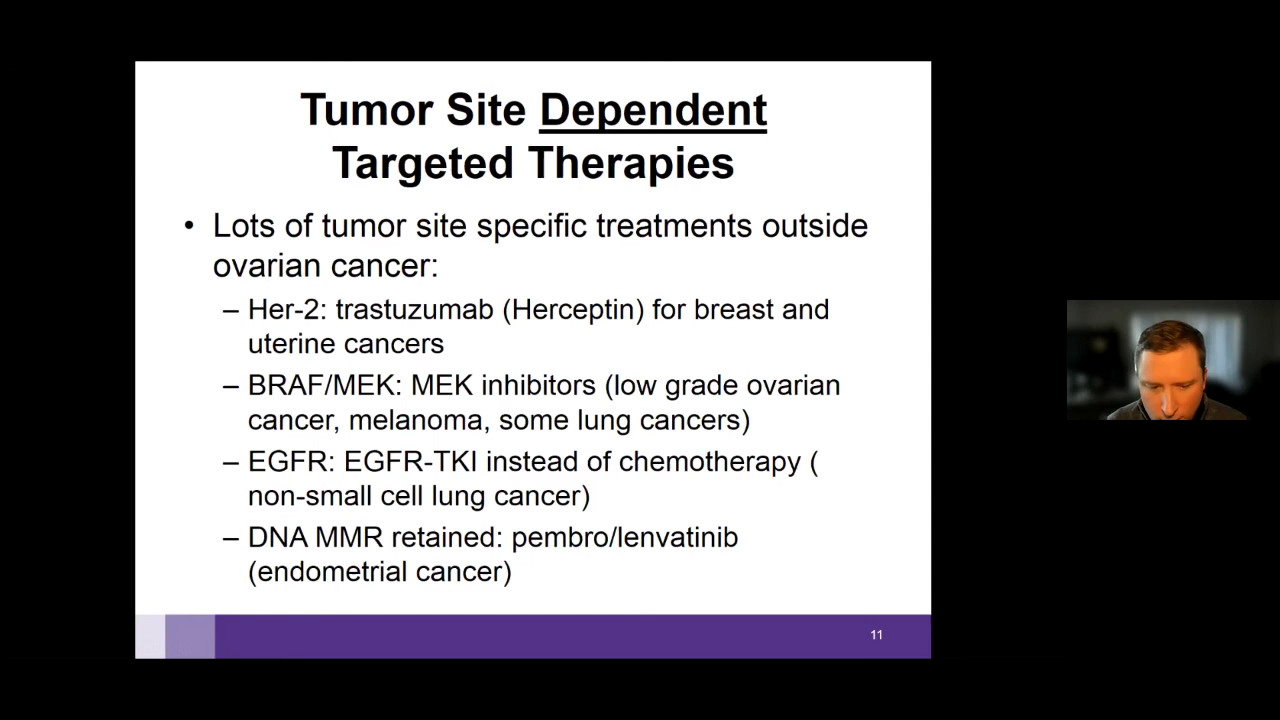 Tumor Site Dependent
Targeted Therapies
• Lots of tumor site specific treatments outside
ovarian cancer:
– Her-2: trastuzumab (Herceptin) for breast and
uterine cancers
– BRAF/MEK: MEK inhibitors (low grade ovarian
cancer, melanoma, some lung cancers)
– EGFR: EGFR-TKI instead of chemotherapy (
non-small cell lung cancer)
– DNA MMR retained: pembro/lenvatinib
(endometrial cancer)
11